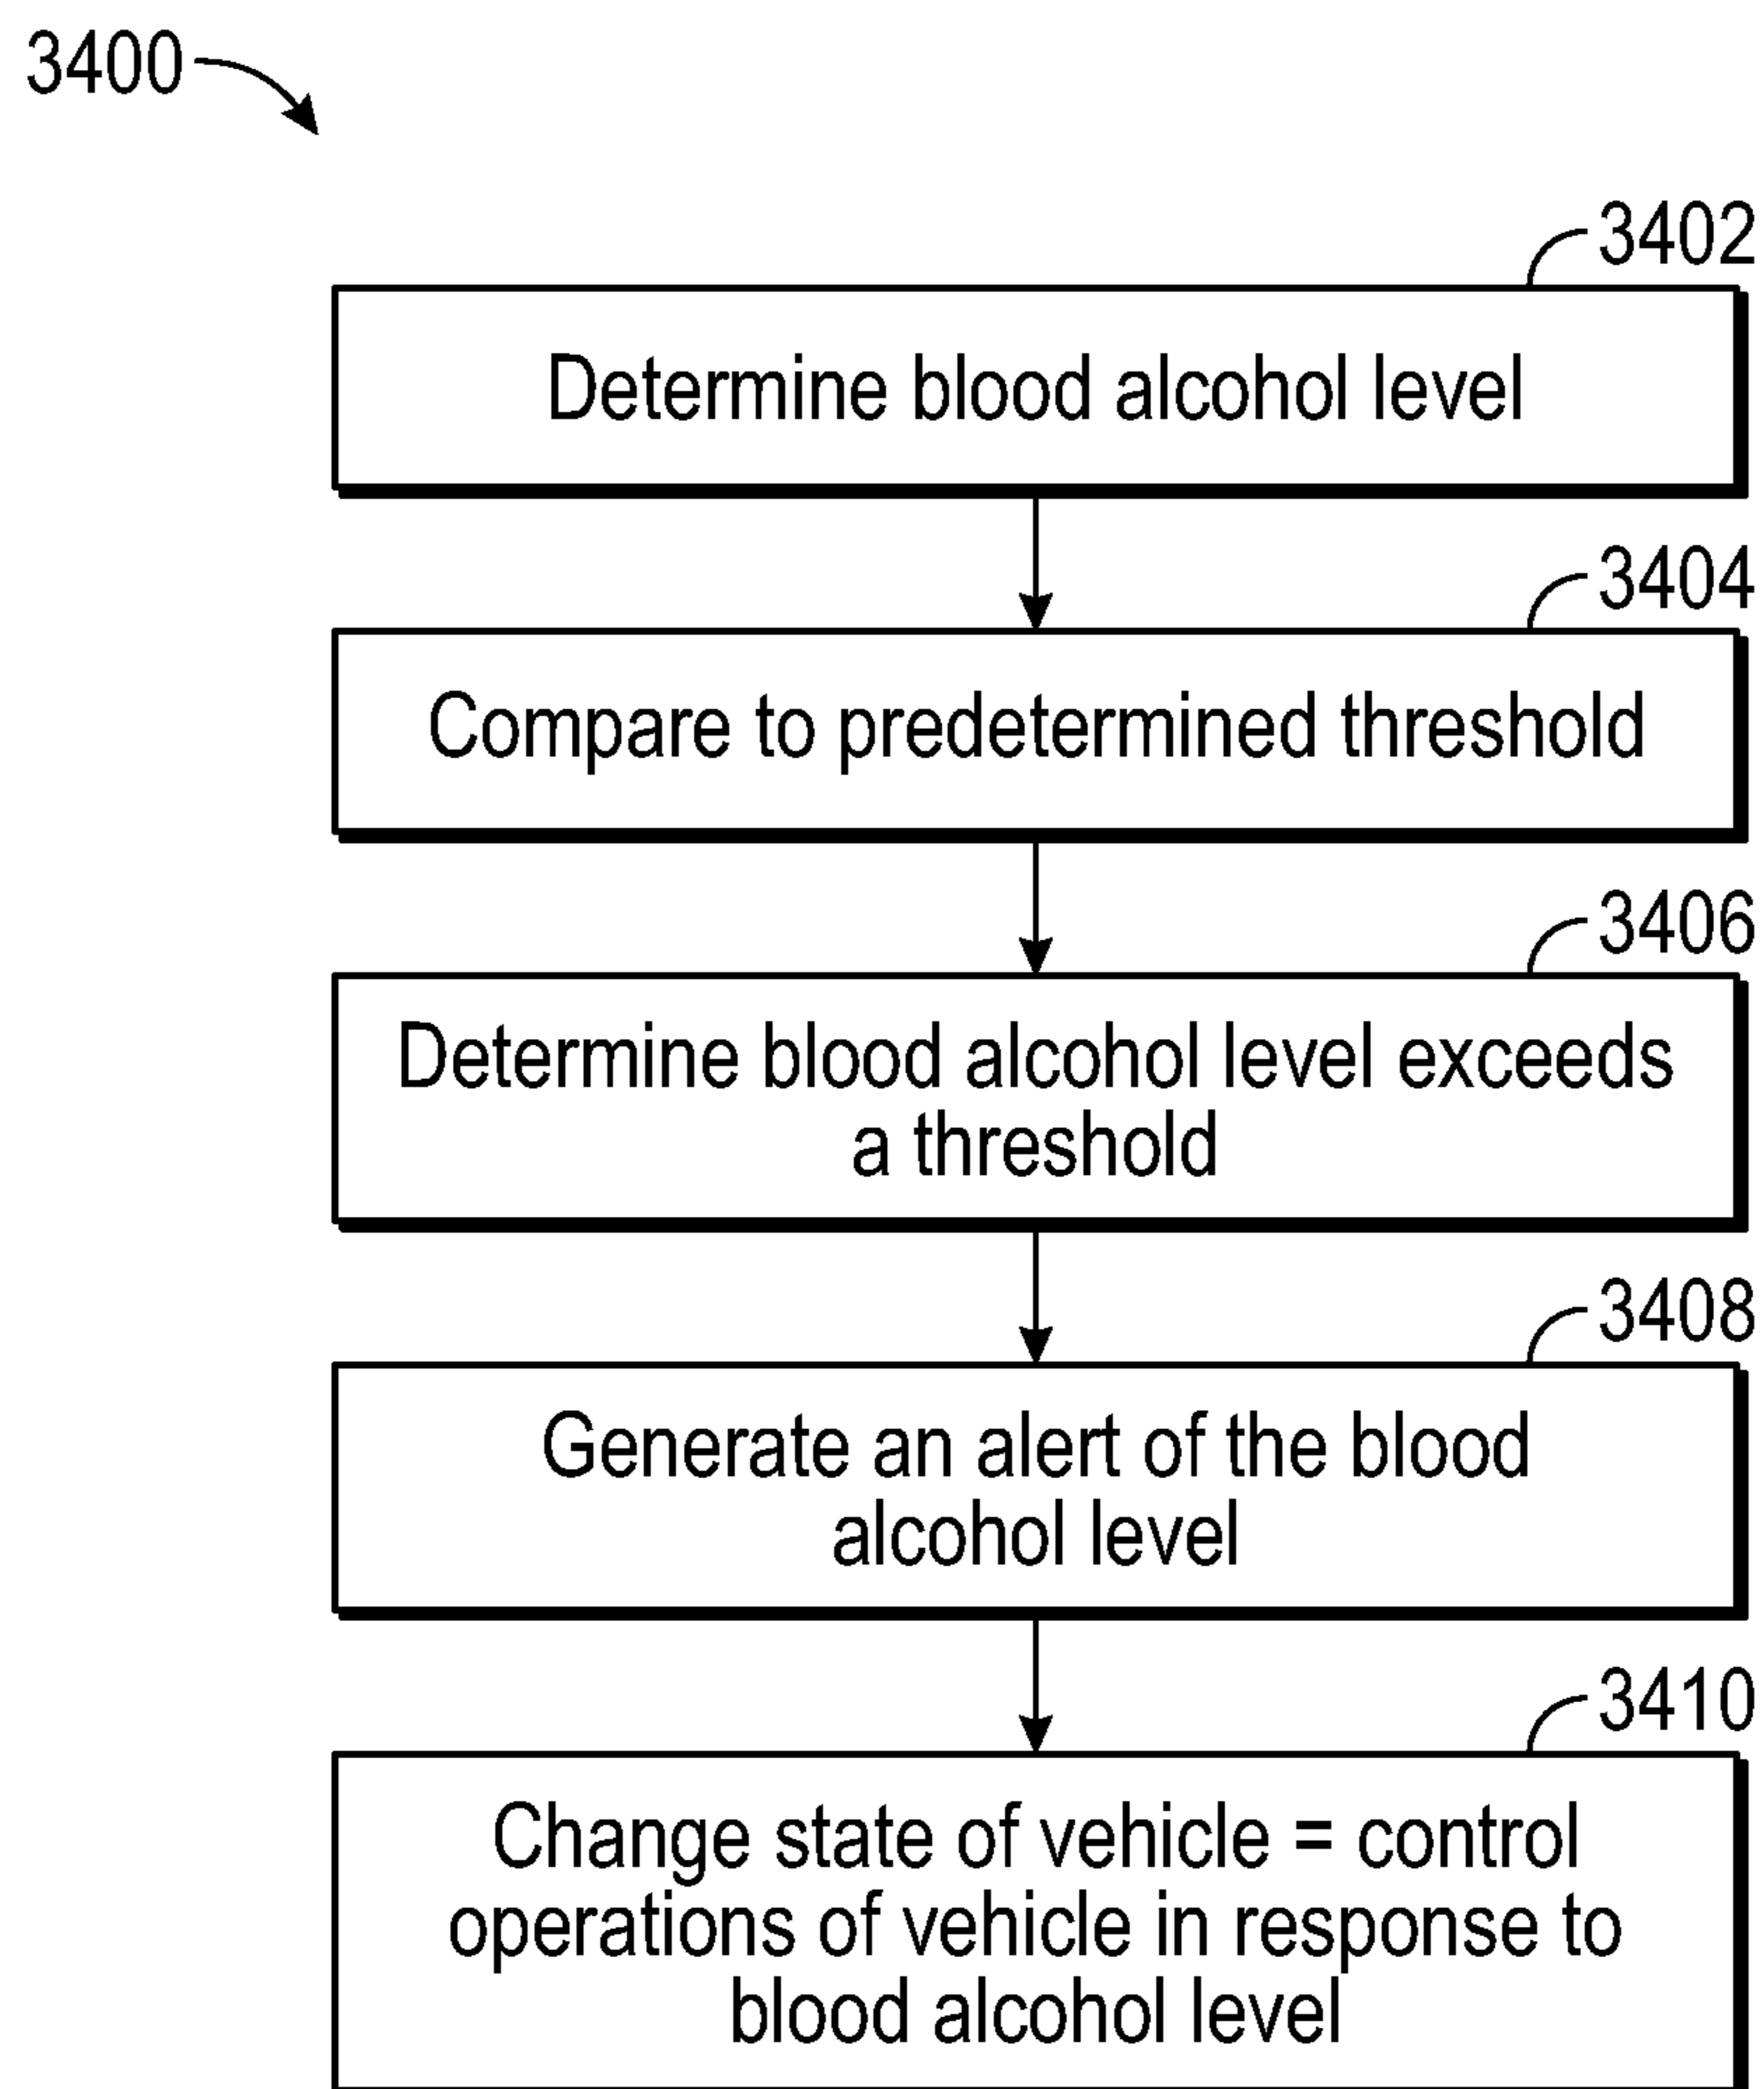 3400
3402
Determine blood alcohol level
3404
Compare to predetermined threshold
3406
Determine blood alcohol level exceeds
a threshold
3408
Generate an alert of the blood
alcohol level
3410
Change state of vehicle = control
operations of vehicle in response to
blood alcohol level